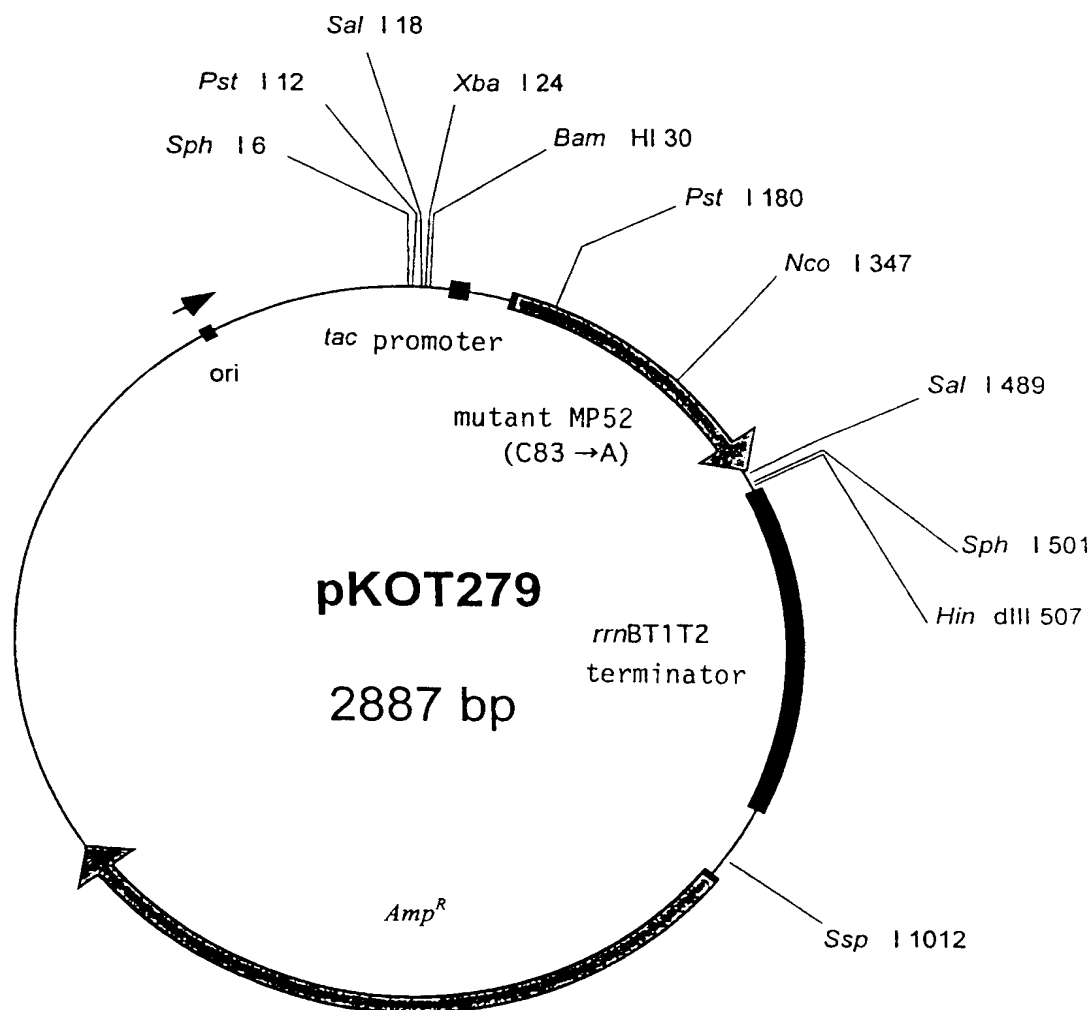 Sal I 18
Pst I 12
Xba I 24
Sph I 6
Bam HI 30
Pst I 180
Nco I 347
tac promoter
ori
Sal I 489
mutant MP52
(C83 →A)
Sph I 501
pKOT279
Hin dIII 507
rrnBT1T2
terminator
2887 bp
Amp^R
Ssp I 1012